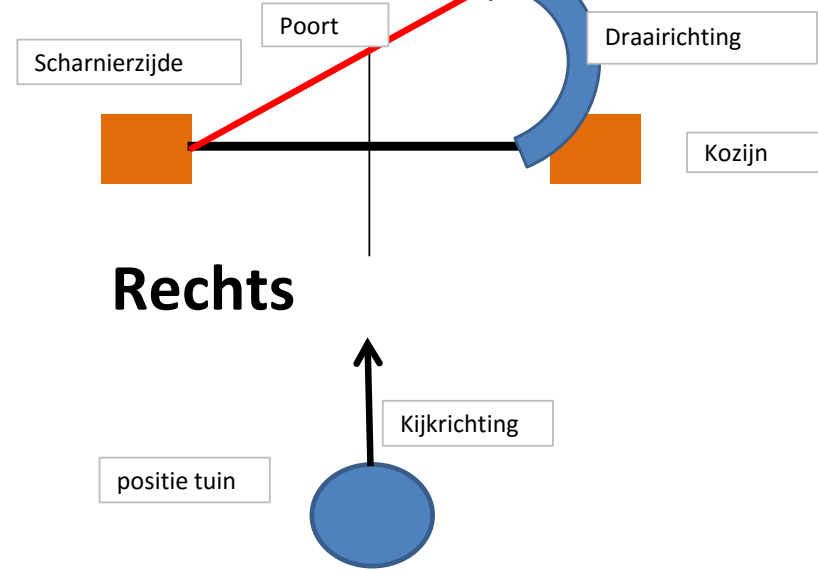 Poort
Draairichting
Scharnierzijde
Kozijn
Rechts
Kijkrichting
positie tuin